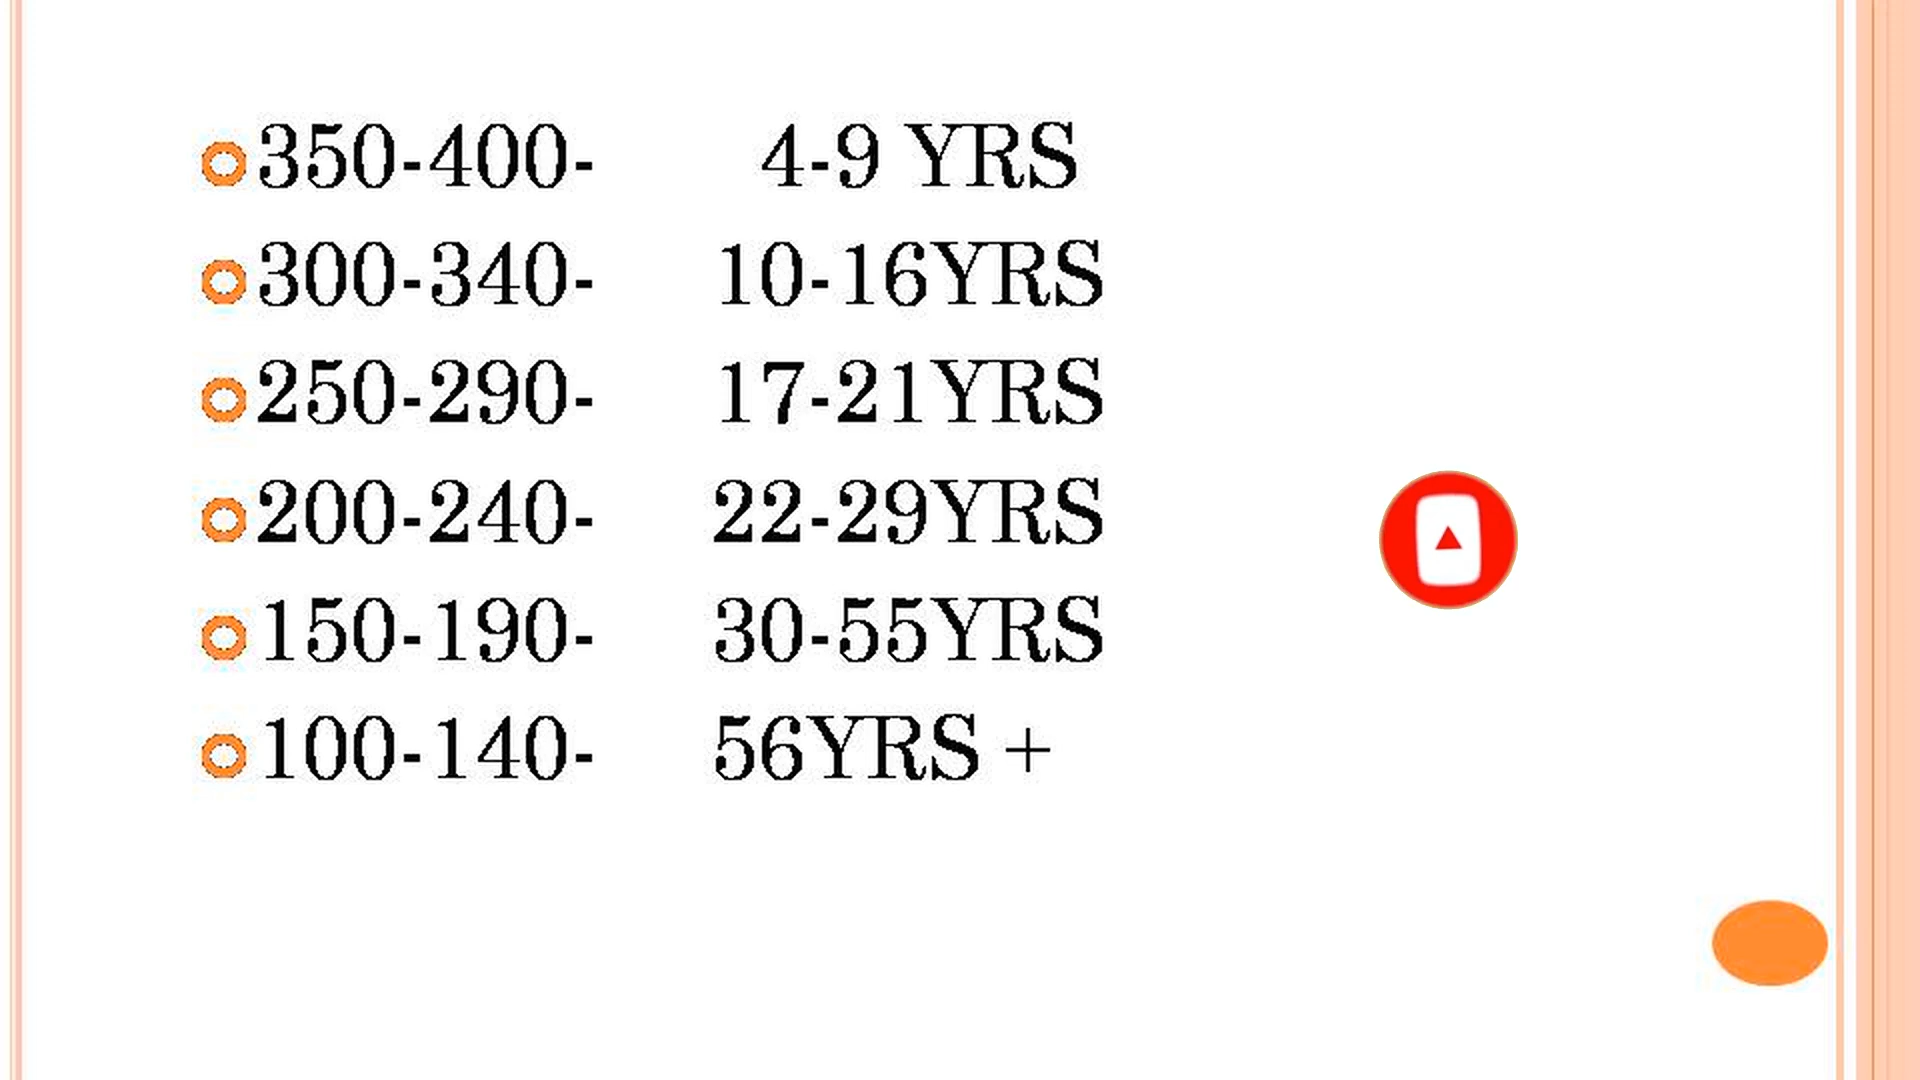 350-400- 4-9 YRS
300-340- 10-16YRS
250-290- 17-21YRS
200-240- 22-29YRS
150-190- 30-55YRS
100-140- 56YRS +